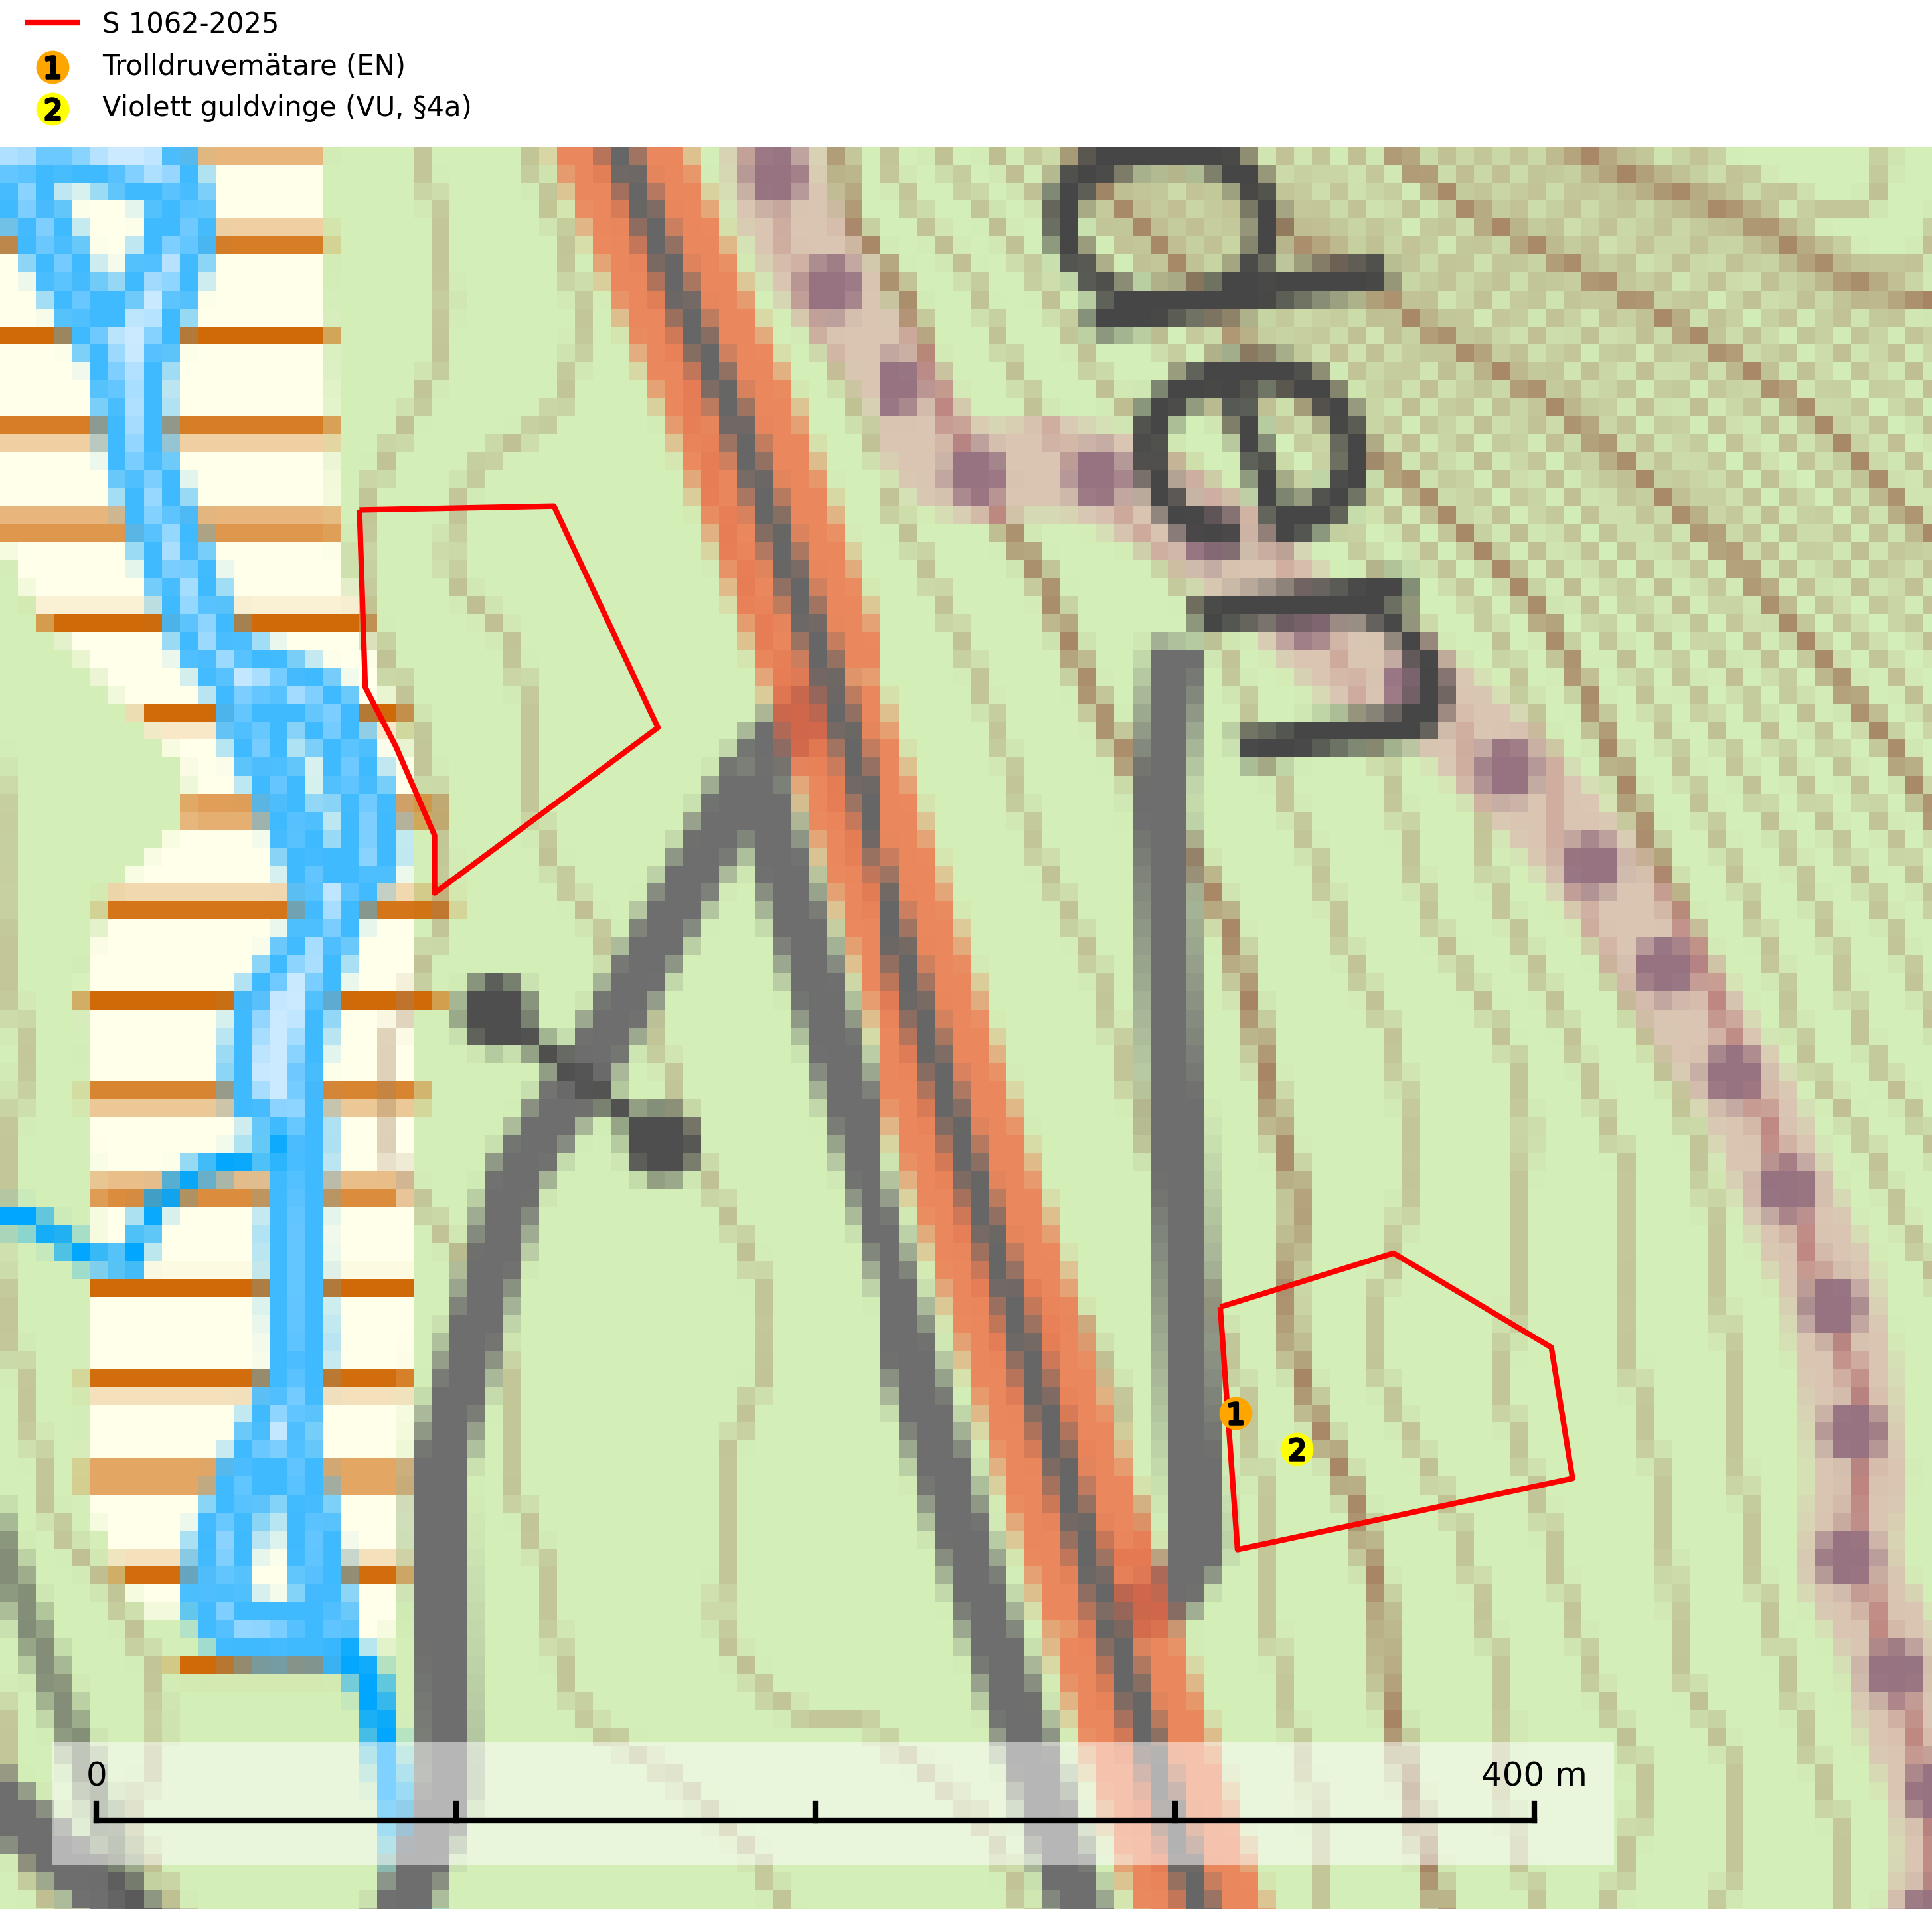 S 1062-2025
1 Trolldruvemätare (EN)
2 Violett guldvinge (VU, §4a)
1
2
0 400 m